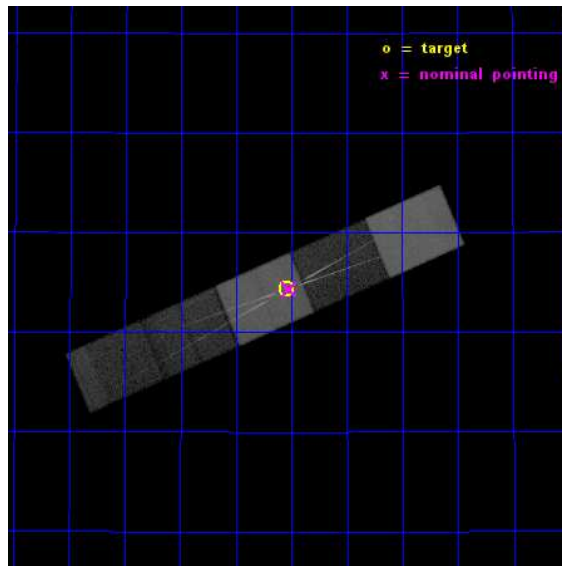 o = target
x = nominal pointing